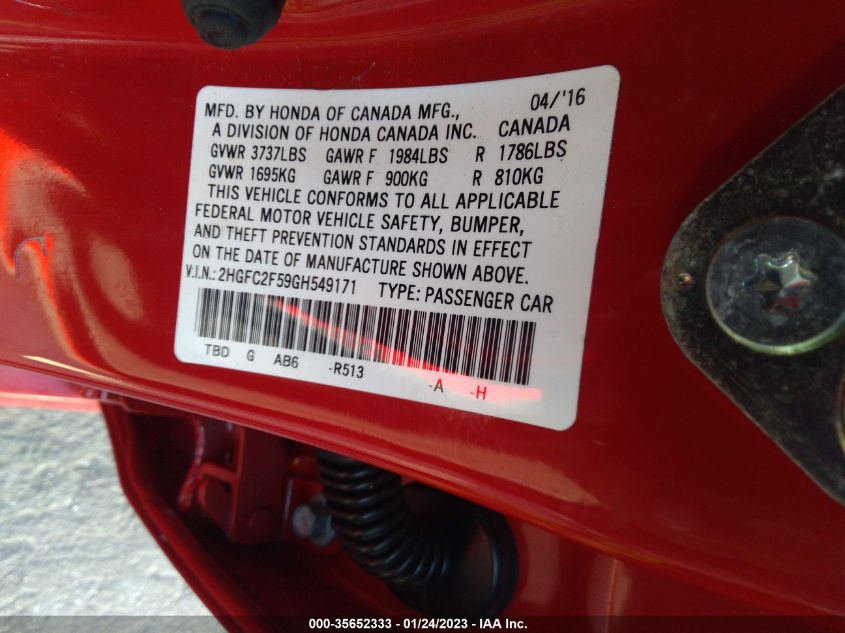 MFD. BY HONDA OF CANADA MFG., 04/'16
A DIVISION OF HONDA CANADA INC. CANADA
GVWR 3737LBS GAWR F 1984LBS R 1786LBS
GVWR 1695KG GAWR F 900KG R 810KG
THIS VEHICLE CONFORMS TO ALL APPLICABLE
FEDERAL MOTOR VEHICLE SAFETY, BUMPER,
AND THEFT PREVENTION STANDARDS IN EFFECT
ON THE DATE OF MANUFACTURE SHOWN ABOVE.
V.I.N.: 2HGFC2F59GH549171 TYPE: PASSENGER CAR
TBD G AB6 -R513 -A -H
000-35652333 - 01/24/2023 - IAA Inc.